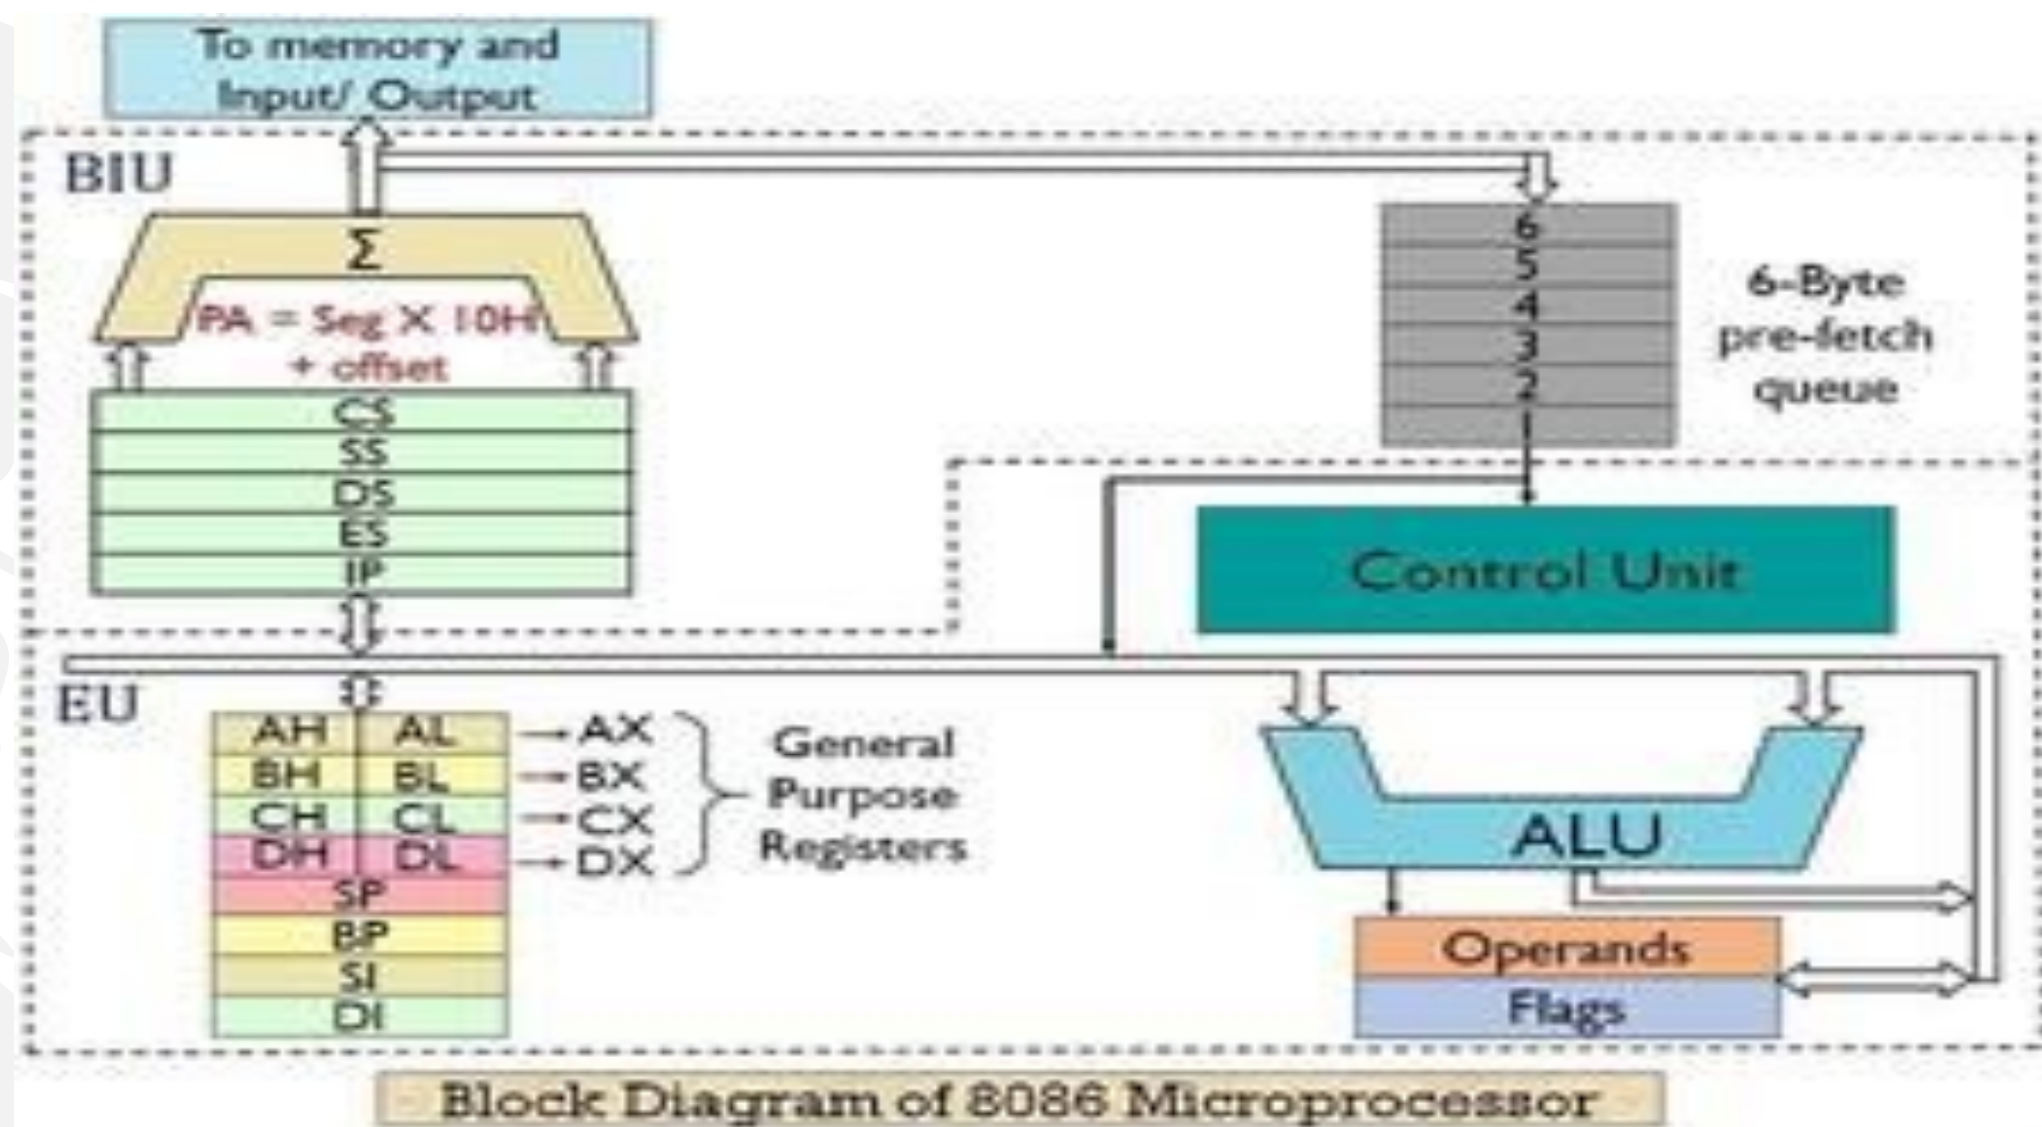 To memory and
Input/ Output
BIU
Σ
PA = Seg X 10H
+ offset
CS
SS
DS
ES
IP
6
5
4
3
2
1
6-Byte
pre-fetch
queue
Control Unit
EU
AH AL → AX
BH BL → BX
CH CL → CX
DH DL → DX
SP
BP
SI
DI
General
Purpose
Registers
ALU
Operands
Flags
Block Diagram of 8086 Microprocessor